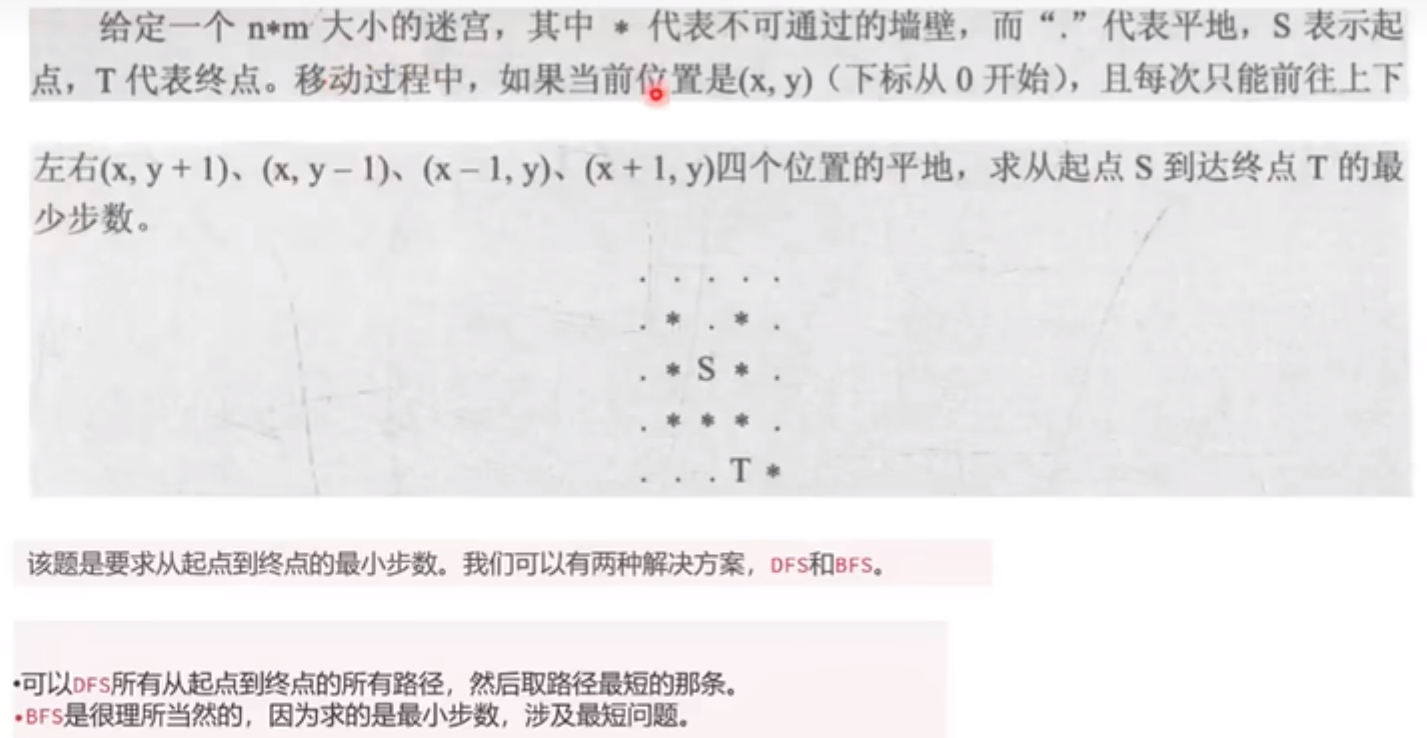 给定一个 n*m 大小的迷宫，其中 * 代表不可通过的墙壁，而“.”代表平地，S 表示起
点，T 代表终点。移动过程中，如果当前位置是(x, y)（下标从 0 开始），且每次只能前往上下
左右(x, y + 1)、(x, y – 1)、(x – 1, y)、(x + 1, y)四个位置的平地，求从起点 S 到达终点 T 的最
少步数。
. . . . .
. * . * .
. * S * .
. * * * .
. . . T *
该题是要求从起点到终点的最小步数。我们可以有两种解决方案，DFS和BFS。
•可以DFS所有从起点到终点的所有路径，然后取路径最短的那条。
•BFS是很理所当然的，因为求的是最小步数，涉及最短问题。